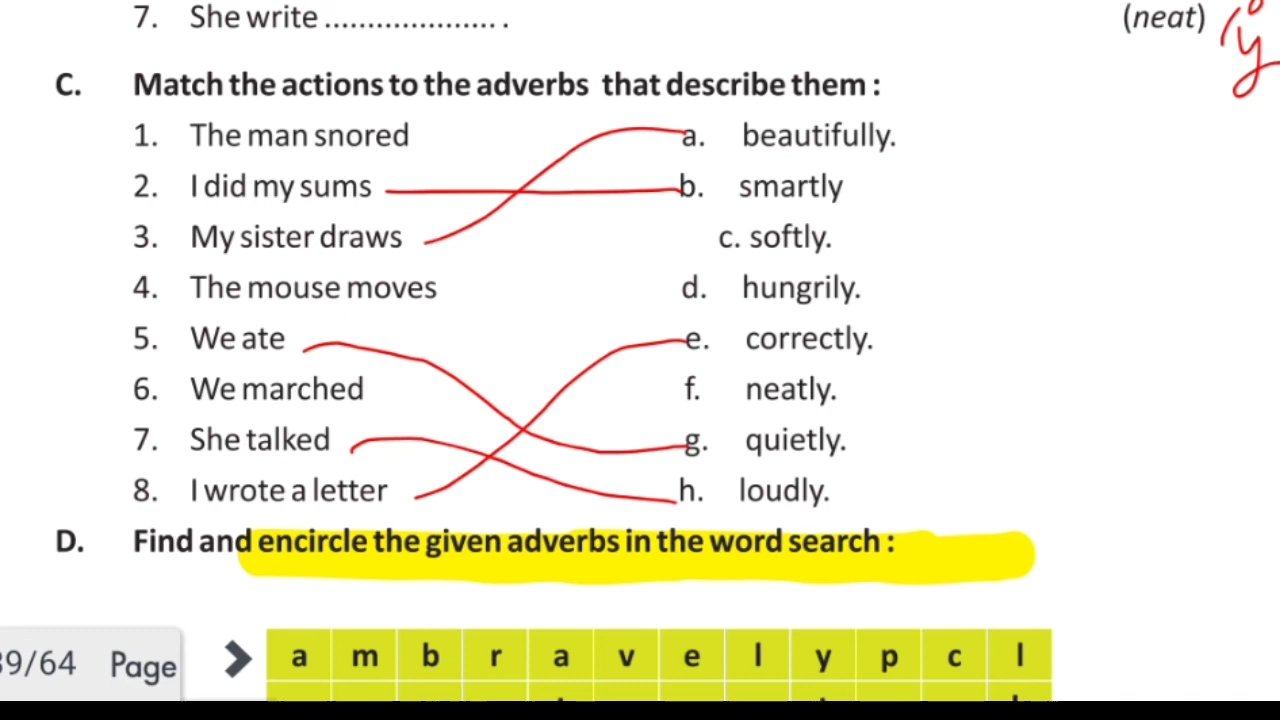 7. She write ..................... . (neat)
y
C. Match the actions to the adverbs that describe them :
1. The man snored a. beautifully.
2. I did my sums b. smartly
3. My sister draws c. softly.
4. The mouse moves d. hungrily.
5. We ate e. correctly.
6. We marched f. neatly.
7. She talked g. quietly.
8. I wrote a letter h. loudly.
D. Find and encircle the given adverbs in the word search :
39/64 Page
a m b r a v e l y p c l